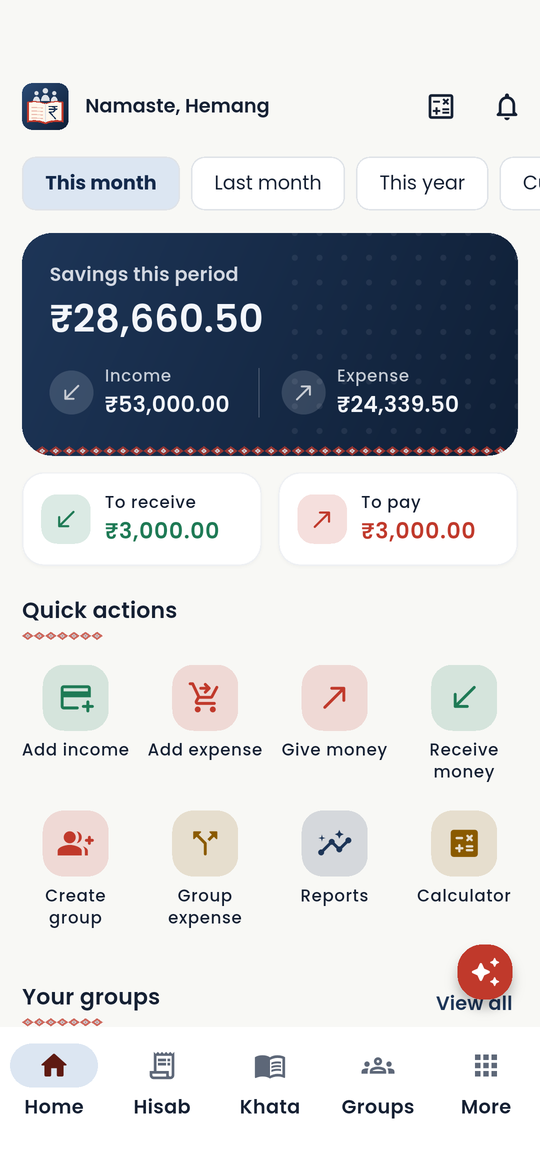 Namaste, Hemang
This month
Last month
This year
Savings this period
₹28,660.50
Income
₹53,000.00
Expense
₹24,339.50
To receive
₹3,000.00
To pay
₹3,000.00
Quick actions
Add income
Add expense
Give money
Receive
money
Create
group
Group
expense
Reports
Calculator
Your groups
View all
Home
Hisab
Khata
Groups
More